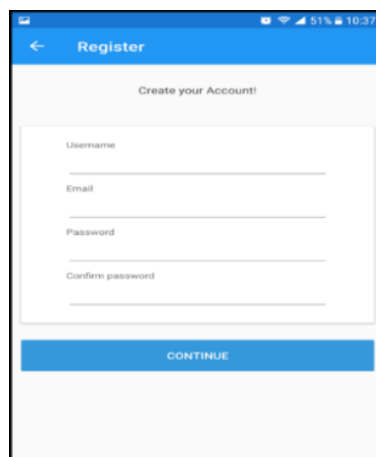 51% 10:37
Register
Create your Account!
Username
Email
Password
Confirm password
CONTINUE